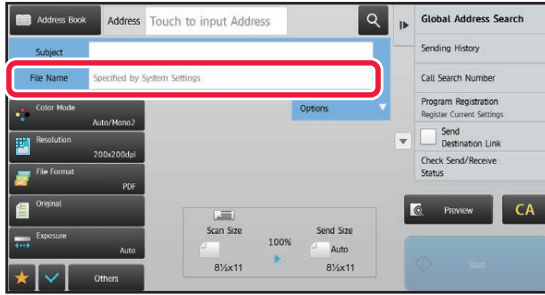 Address Book
Address
Touch to input Address
Subject
File Name
Specified by System Settings
Color Mode
Auto/Mono2
Resolution
200x200dpi
File Format
PDF
Original
Exposure
Auto
Others
Options
Scan Size
100%
Send Size
Auto
8½x11
8½x11
Global Address Search
Sending History
Call Search Number
Program Registration
Register Current Settings
Send
Destination Link
Check Send/Receive
Status
Preview
CA
Start